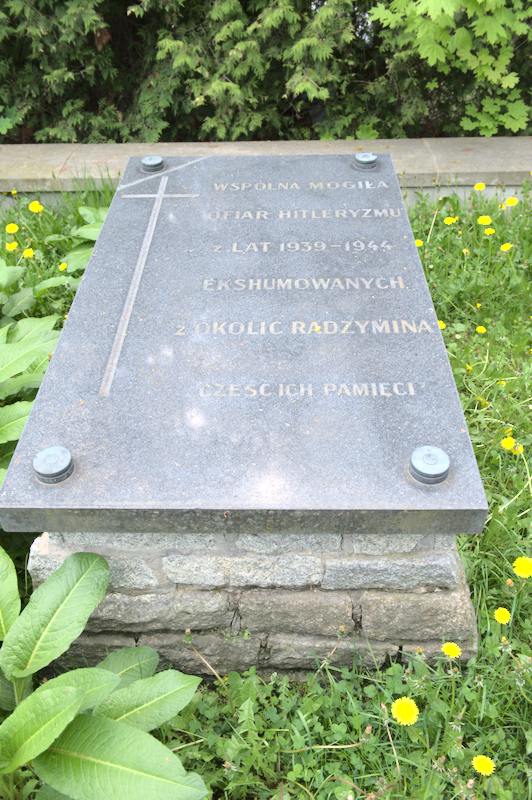 WSPÓLNA MOGIŁA
OFIAR HITLERYZMU
z LAT 1939-1944
EKSHUMOWANYCH
z OKOLIC RADZYMINA
CZEŚĆ ICH PAMIĘCI